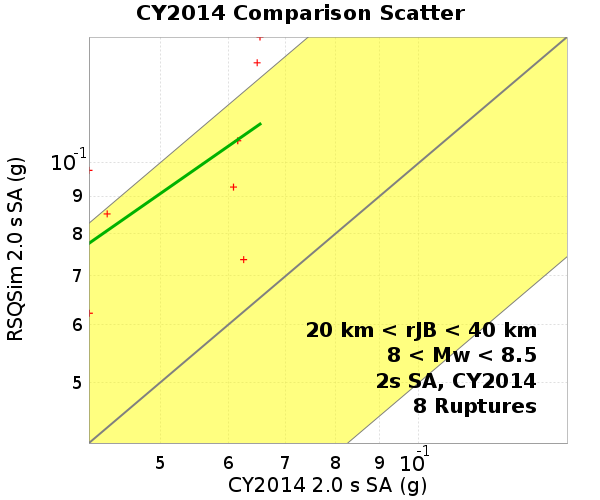 CY2014 Comparison Scatter
RSQSim 2.0 s SA (g)
10-1
9
8
7
6
5
20 km < rJB < 40 km
8 < Mw < 8.5
2s SA, CY2014
8 Ruptures
5 6 7 8 9 10-1
CY2014 2.0 s SA (g)